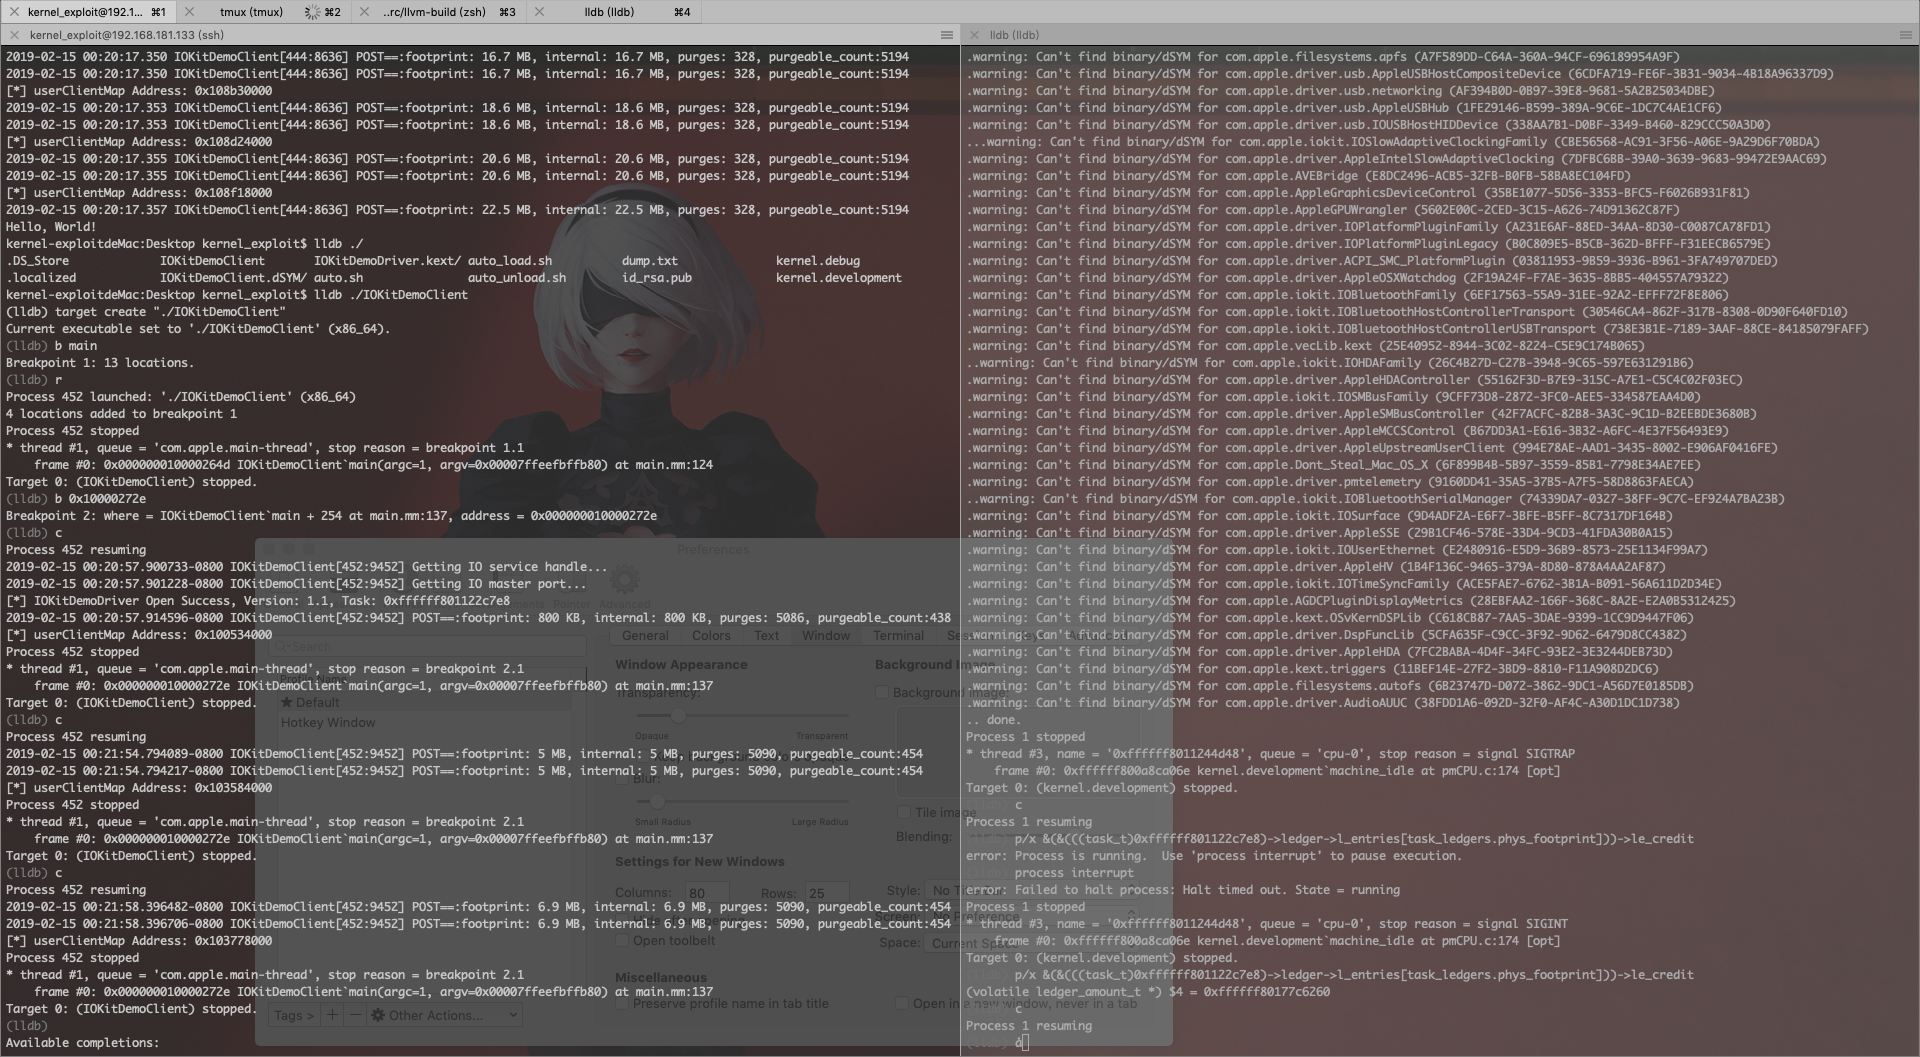 kernel_exploit@192.1... ⌘1
tmux (tmux) ⌘2
..rc/llvm-build (zsh) ⌘3
lldb (lldb) ⌘4
kernel_exploit@192.168.181.133 (ssh)
2019-02-15 00:20:17.350 IOKitDemoClient[444:8636] POST==:footprint: 16.7 MB, internal: 16.7 MB, purges: 328, purgeable_count:5194
2019-02-15 00:20:17.350 IOKitDemoClient[444:8636] POST==:footprint: 16.7 MB, internal: 16.7 MB, purges: 328, purgeable_count:5194
[*] userClientMap Address: 0x108b30000
2019-02-15 00:20:17.353 IOKitDemoClient[444:8636] POST==:footprint: 18.6 MB, internal: 18.6 MB, purges: 328, purgeable_count:5194
2019-02-15 00:20:17.353 IOKitDemoClient[444:8636] POST==:footprint: 18.6 MB, internal: 18.6 MB, purges: 328, purgeable_count:5194
[*] userClientMap Address: 0x108d24000
2019-02-15 00:20:17.355 IOKitDemoClient[444:8636] POST==:footprint: 20.6 MB, internal: 20.6 MB, purges: 328, purgeable_count:5194
2019-02-15 00:20:17.355 IOKitDemoClient[444:8636] POST==:footprint: 20.6 MB, internal: 20.6 MB, purges: 328, purgeable_count:5194
[*] userClientMap Address: 0x108f18000
2019-02-15 00:20:17.357 IOKitDemoClient[444:8636] POST==:footprint: 22.5 MB, internal: 22.5 MB, purges: 328, purgeable_count:5194
Hello, World!
kernel-exploitdeMac:Desktop kernel_exploit$ lldb ./
.DS_Store IOKitDemoClient IOKitDemoDriver.kext/ auto_load.sh dump.txt kernel.debug
.localized IOKitDemoClient.dSYM/ auto.sh auto_unload.sh id_rsa.pub kernel.development
kernel-exploitdeMac:Desktop kernel_exploit$ lldb ./IOKitDemoClient
(lldb) target create "./IOKitDemoClient"
Current executable set to './IOKitDemoClient' (x86_64).
(lldb) b main
Breakpoint 1: 13 locations.
(lldb) r
Process 452 launched: './IOKitDemoClient' (x86_64)
4 locations added to breakpoint 1
Process 452 stopped
* thread #1, queue = 'com.apple.main-thread', stop reason = breakpoint 1.1
frame #0: 0x000000010000264d IOKitDemoClient`main(argc=1, argv=0x00007ffeefbffb80) at main.mm:124
Target 0: (IOKitDemoClient) stopped.
(lldb) b 0x10000272e
Breakpoint 2: where = IOKitDemoClient`main + 254 at main.mm:137, address = 0x000000010000272e
(lldb) c
Process 452 resuming
2019-02-15 00:20:57.900733-0800 IOKitDemoClient[452:9452] Getting IO service handle...
2019-02-15 00:20:57.901228-0800 IOKitDemoClient[452:9452] Getting IO master port...
[*] IOKitDemoDriver Open Success, Version: 1.1, Task: 0xffffff801122c7e8
2019-02-15 00:20:57.914596-0800 IOKitDemoClient[452:9452] POST==:footprint: 800 KB, internal: 800 KB, purges: 5086, purgeable_count:438
[*] userClientMap Address: 0x100534000
Process 452 stopped
* thread #1, queue = 'com.apple.main-thread', stop reason = breakpoint 2.1
frame #0: 0x000000010000272e IOKitDemoClient`main(argc=1, argv=0x00007ffeefbffb80) at main.mm:137
Target 0: (IOKitDemoClient) stopped.
(lldb) c
Process 452 resuming
2019-02-15 00:21:54.794089-0800 IOKitDemoClient[452:9452] POST==:footprint: 5 MB, internal: 5 MB, purges: 5090, purgeable_count:454
2019-02-15 00:21:54.794217-0800 IOKitDemoClient[452:9452] POST==:footprint: 5 MB, internal: 5 MB, purges: 5090, purgeable_count:454
[*] userClientMap Address: 0x103584000
Process 452 stopped
* thread #1, queue = 'com.apple.main-thread', stop reason = breakpoint 2.1
frame #0: 0x000000010000272e IOKitDemoClient`main(argc=1, argv=0x00007ffeefbffb80) at main.mm:137
Target 0: (IOKitDemoClient) stopped.
(lldb) c
Process 452 resuming
2019-02-15 00:21:58.396482-0800 IOKitDemoClient[452:9452] POST==:footprint: 6.9 MB, internal: 6.9 MB, purges: 5090, purgeable_count:454
2019-02-15 00:21:58.396706-0800 IOKitDemoClient[452:9452] POST==:footprint: 6.9 MB, internal: 6.9 MB, purges: 5090, purgeable_count:454
[*] userClientMap Address: 0x103778000
Process 452 stopped
* thread #1, queue = 'com.apple.main-thread', stop reason = breakpoint 2.1
frame #0: 0x000000010000272e IOKitDemoClient`main(argc=1, argv=0x00007ffeefbffb80) at main.mm:137
Target 0: (IOKitDemoClient) stopped.
(lldb)
Available completions:
lldb (lldb)
.warning: Can't find binary/dSYM for com.apple.filesystems.apfs (A7F589DD-C64A-360A-94CF-696189954A9F)
.warning: Can't find binary/dSYM for com.apple.driver.usb.AppleUSBHostCompositeDevice (6CDFA719-FE6F-3B31-9034-4B18A96337D9)
.warning: Can't find binary/dSYM for com.apple.driver.usb.networking (AF394B0D-0B97-39E8-9681-5A2B25034DBE)
.warning: Can't find binary/dSYM for com.apple.driver.usb.AppleUSBHub (1FE29146-B599-389A-9C6E-1DC7C4AE1CF6)
.warning: Can't find binary/dSYM for com.apple.driver.usb.IOUSBHostHIDDevice (338AA7B1-D0BF-3349-B460-829CCC50A3D0)
...warning: Can't find binary/dSYM for com.apple.iokit.IOSlowAdaptiveClockingFamily (CBE56568-AC91-3F56-A06E-9A29D6F70BDA)
.warning: Can't find binary/dSYM for com.apple.driver.AppleIntelSlowAdaptiveClocking (7DFBC6BB-39A0-3639-9683-99472E9AAC69)
.warning: Can't find binary/dSYM for com.apple.AVEBridge (E8DC2496-ACB5-32FB-B0FB-58BA8EC104FD)
.warning: Can't find binary/dSYM for com.apple.AppleGraphicsDeviceControl (35BE1077-5D56-3353-BFC5-F6026B931F81)
.warning: Can't find binary/dSYM for com.apple.AppleGPUWrangler (5602E00C-2CED-3C15-A626-74D91362C87F)
.warning: Can't find binary/dSYM for com.apple.driver.IOPlatformPluginFamily (A231E6AF-88ED-34AA-8D30-C0087CA78FD1)
.warning: Can't find binary/dSYM for com.apple.driver.IOPlatformPluginLegacy (B0C809E5-B5CB-362D-BFFF-F31EECB6579E)
.warning: Can't find binary/dSYM for com.apple.driver.ACPI_SMC_PlatformPlugin (03811953-9B59-3936-B961-3FA749707DED)
.warning: Can't find binary/dSYM for com.apple.driver.AppleOSXWatchdog (2F19A24F-F7AE-3635-8BB5-404557A79322)
.warning: Can't find binary/dSYM for com.apple.iokit.IOBluetoothFamily (6EF17563-55A9-31EE-92A2-EFFF72F8E806)
.warning: Can't find binary/dSYM for com.apple.iokit.IOBluetoothHostControllerTransport (30546CA4-862F-317B-8308-0D90F640FD10)
.warning: Can't find binary/dSYM for com.apple.iokit.IOBluetoothHostControllerUSBTransport (738E3B1E-7189-3AAF-88CE-84185079FAFF)
.warning: Can't find binary/dSYM for com.apple.vecLib.kext (25E40952-8944-3C02-8224-C5E9C174B065)
..warning: Can't find binary/dSYM for com.apple.iokit.IOHDAFamily (26C4B27D-C27B-3948-9C65-597E631291B6)
.warning: Can't find binary/dSYM for com.apple.driver.AppleHDAController (55162F3D-B7E9-315C-A7E1-C5C4C02F03EC)
.warning: Can't find binary/dSYM for com.apple.iokit.IOSMBusFamily (9CFF73D8-2872-3FC0-AEE5-334587EAA4D0)
.warning: Can't find binary/dSYM for com.apple.driver.AppleSMBusController (42F7ACFC-82B8-3A3C-9C1D-B2EEBDE3680B)
.warning: Can't find binary/dSYM for com.apple.driver.AppleMCCSControl (B67DD3A1-E616-3B32-A6FC-4E37F56493E9)
.warning: Can't find binary/dSYM for com.apple.driver.AppleUpstreamUserClient (994E78AE-AAD1-3435-8002-E906AF0416FE)
.warning: Can't find binary/dSYM for com.apple.Dont_Steal_Mac_OS_X (6F899B4B-5B97-3559-85B1-7798E34AE7EE)
.warning: Can't find binary/dSYM for com.apple.driver.pmtelemetry (9160DD41-35A5-37B5-A7F5-58D8863FAECA)
..warning: Can't find binary/dSYM for com.apple.iokit.IOBluetoothSerialManager (74339DA7-0327-38FF-9C7C-EF924A7BA23B)
.warning: Can't find binary/dSYM for com.apple.iokit.IOSurface (9D4ADF2A-E6F7-3BFE-B5FF-8C7317DF164B)
.warning: Can't find binary/dSYM for com.apple.driver.AppleSSE (29B1CF46-578E-33D4-9CD3-41FDA30B0A15)
.warning: Can't find binary/dSYM for com.apple.iokit.IOUserEthernet (E2480916-E5D9-36B9-8573-25E1134F99A7)
.warning: Can't find binary/dSYM for com.apple.driver.AppleHV (1B4F136C-9465-379A-8D80-878A4AA2AF87)
.warning: Can't find binary/dSYM for com.apple.iokit.IOTimeSyncFamily (ACE5FAE7-6762-3B1A-B091-56A611D2D34E)
.warning: Can't find binary/dSYM for com.apple.AGDCPluginDisplayMetrics (28EBFAA2-166F-368C-8A2E-E2A0B5312425)
.warning: Can't find binary/dSYM for com.apple.kext.OSvKernDSPLib (C618CB87-7AA5-3DAE-9399-1CC9D9447F06)
.warning: Can't find binary/dSYM for com.apple.driver.DspFuncLib (5CFA635F-C9CC-3F92-9D62-6479D8CC4382)
.warning: Can't find binary/dSYM for com.apple.driver.AppleHDA (7FC2BABA-4D4F-34FC-93E2-3E3244DEB73D)
.warning: Can't find binary/dSYM for com.apple.kext.triggers (11BEF14E-27F2-3BD9-8810-F11A908D2DC6)
.warning: Can't find binary/dSYM for com.apple.filesystems.autofs (6B23747D-D072-3862-9DC1-A56D7E0185DB)
.warning: Can't find binary/dSYM for com.apple.driver.AudioAUUC (38FDD1A6-092D-32F0-AF4C-A30D1DC1D738)
.. done.
Process 1 stopped
* thread #3, name = '0xffffff8011244d48', queue = 'cpu-0', stop reason = signal SIGTRAP
frame #0: 0xffffff800a8ca06e kernel.development`machine_idle at pmCPU.c:174 [opt]
Target 0: (kernel.development) stopped.
c
Process 1 resuming
p/x &(&(((task_t)0xffffff801122c7e8)->ledger->l_entries[task_ledgers.phys_footprint]))->le_credit
error: Process is running. Use 'process interrupt' to pause execution.
process interrupt
error: Failed to halt process: Halt timed out. State = running
Process 1 stopped
* thread #3, name = '0xffffff8011244d48', queue = 'cpu-0', stop reason = signal SIGINT
frame #0: 0xffffff800a8ca06e kernel.development`machine_idle at pmCPU.c:174 [opt]
Target 0: (kernel.development) stopped.
p/x &(&(((task_t)0xffffff801122c7e8)->ledger->l_entries[task_ledgers.phys_footprint]))->le_credit
(volatile ledger_amount_t *) $4 = 0xffffff80177c6260
c
Process 1 resuming
Preferences
Advanced
General Colors Text Window Terminal
Search
Profile Name
★ Default
Hotkey Window
Tags > + − Other Actions...
Window Appearance
Transparency:
Opaque Transparent
Blur:
Small Radius Large Radius
Settings for New Windows
Columns: 80 Rows: 25
Open toolbelt
Miscellaneous
Preserve profile name in tab title
Background Image
Background image
Tile image
Blending:
Style: No
Screen: No Preference
Space: Current Space
Open in a new window, never in a tab